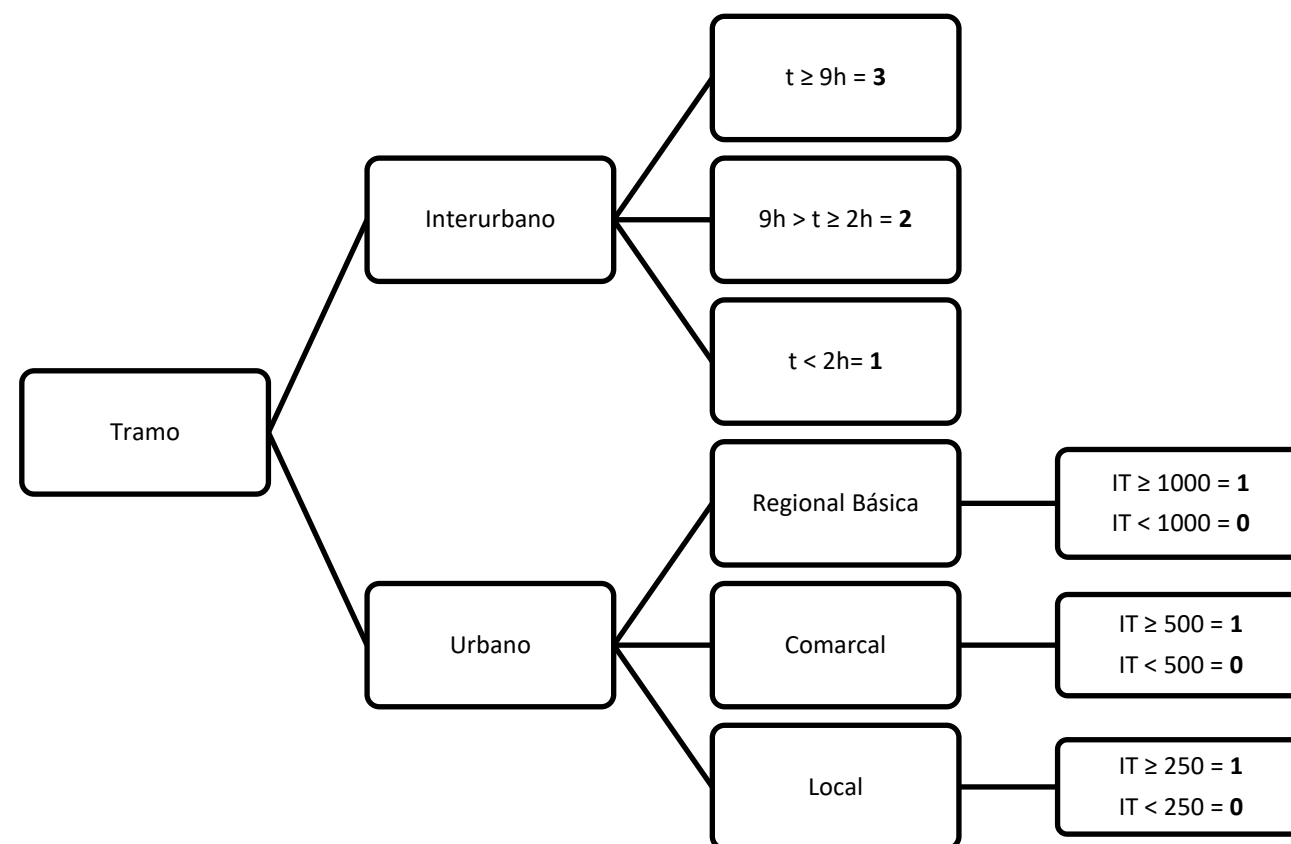 Tramo
Interurbano
t ≥ 9h = 3
9h > t ≥ 2h = 2
t < 2h= 1
Urbano
Regional Básica
IT ≥ 1000 = 1
IT < 1000 = 0
Comarcal
IT ≥ 500 = 1
IT < 500 = 0
Local
IT ≥ 250 = 1
IT < 250 = 0